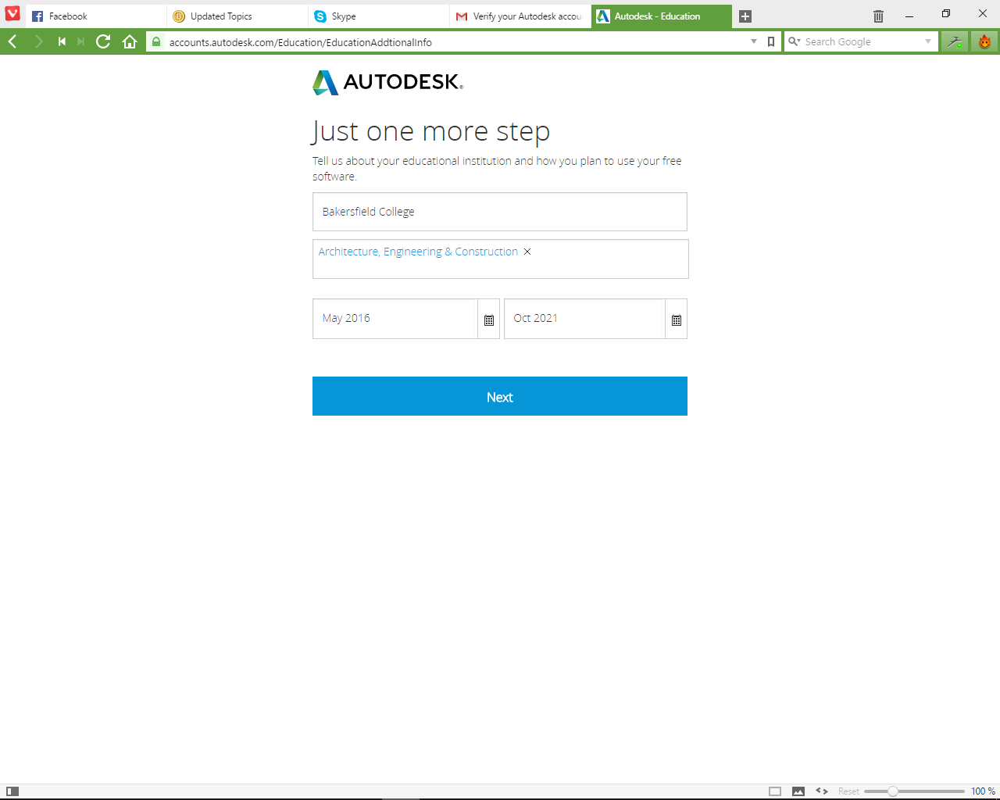 Facebook
Updated Topics
Skype
Verify your Autodesk accou
Autodesk - Education
accounts.autodesk.com/Education/EducationAddtionalInfo
Search Google
AUTODESK®
Just one more step
Tell us about your educational institution and how you plan to use your free
software.
Bakersfield College
Architecture, Engineering & Construction ×
May 2016
Oct 2021
Next
Reset
100 %